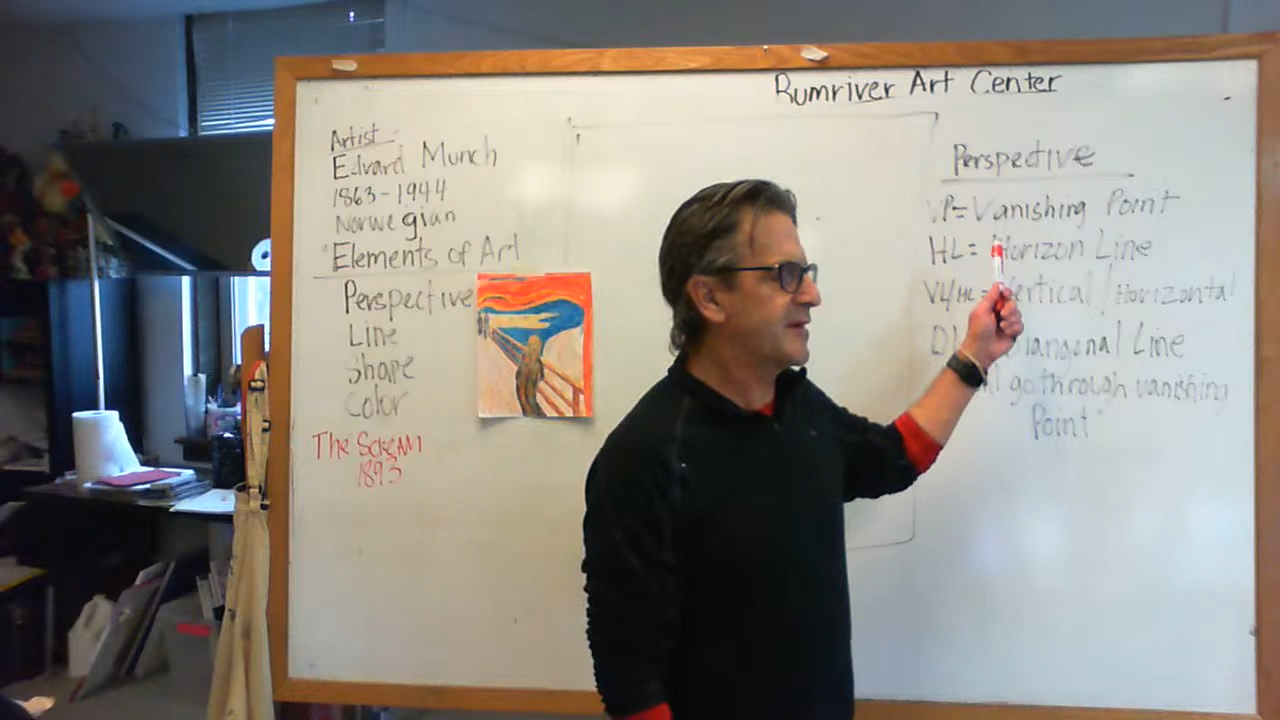 Rumriver Art Center
Artist
Edvard Munch
1863-1944
Norwegian
Elements of Art
Perspective
Line
Shape
Color
The Scream
1893
Perspective
VP= Vanishing Point
HL= Horizon Line
VL/HL = Vertical / Horizontal
Diangonal Line
go through vanishing
Point